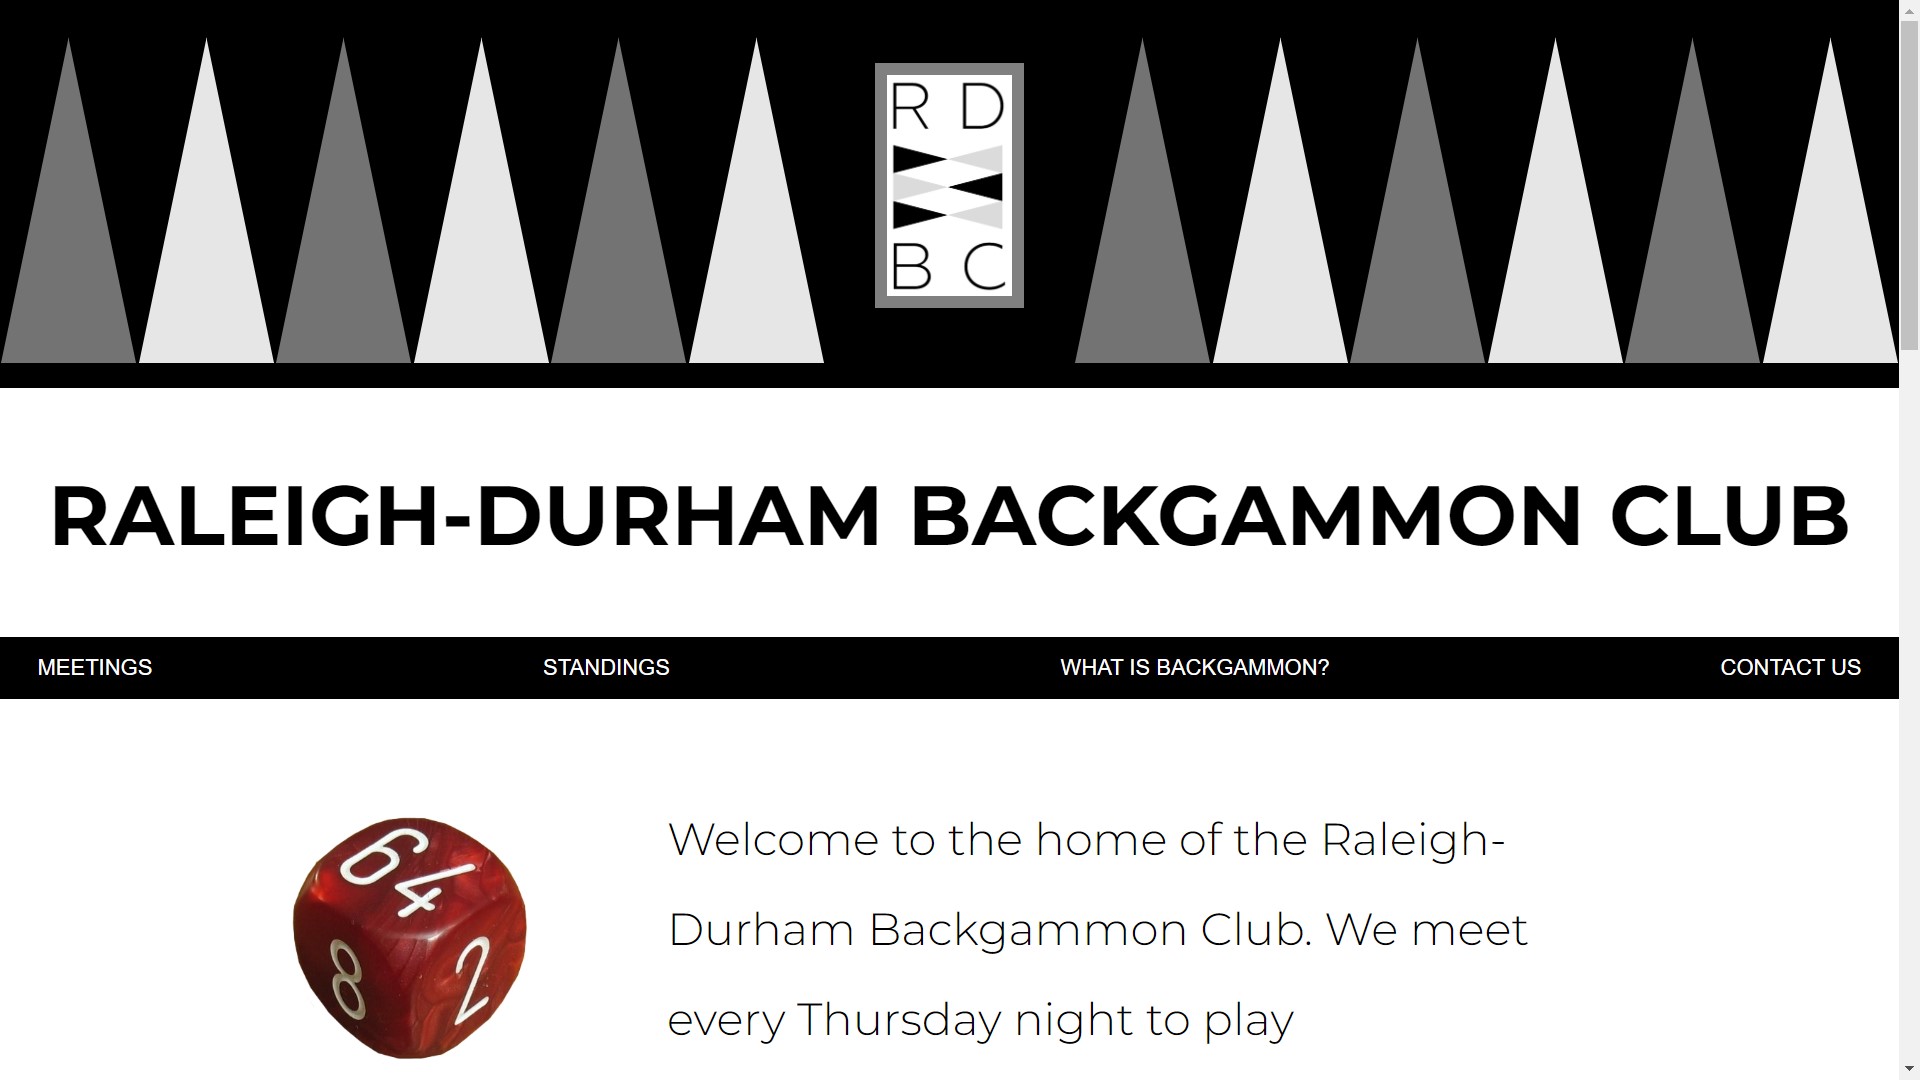 R D
B C
RALEIGH-DURHAM BACKGAMMON CLUB
MEETINGS
STANDINGS
WHAT IS BACKGAMMON?
CONTACT US
64
8
2
Welcome to the home of the Raleigh-
Durham Backgammon Club. We meet
every Thursday night to play